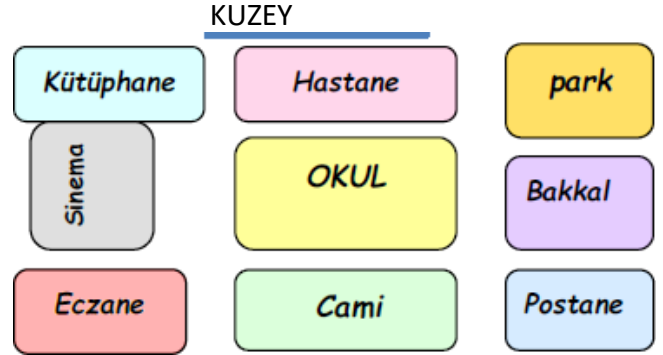 KUZEY
Kütüphane
Hastane
park
Sinema
OKUL
Bakkal
Eczane
Cami
Postane